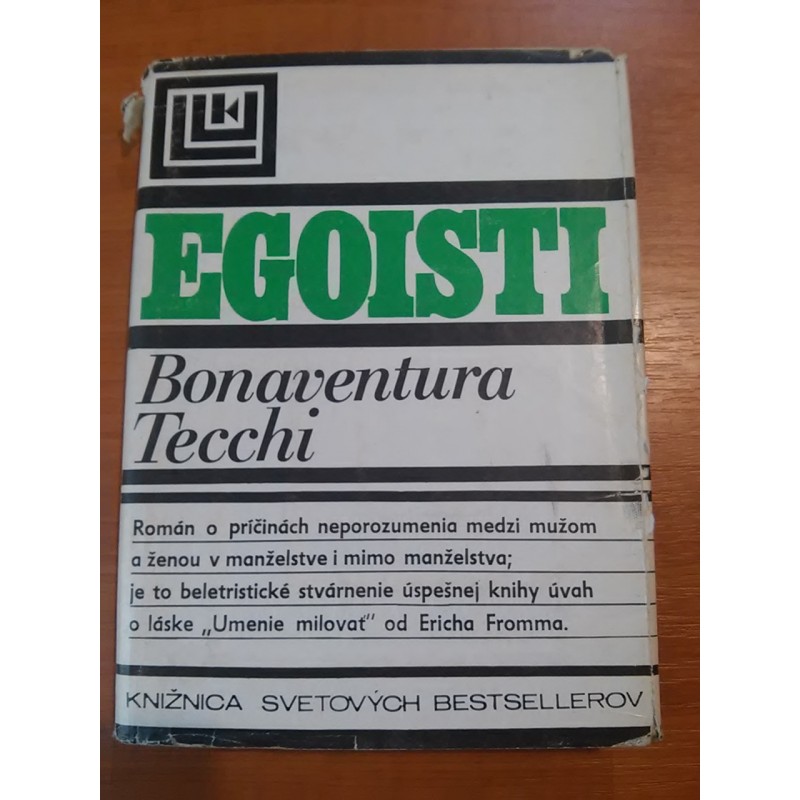 EGOISTI
Bonaventura
Tecchi
Román o príčinách neporozumenia medzi mužom
a ženou v manželstve i mimo manželstva;
je to beletristické stvárnenie úspešnej knihy úvah
o láske „Umenie milovať" od Ericha Fromma.
KNIŽNICA SVETOVÝCH BESTSELLEROV